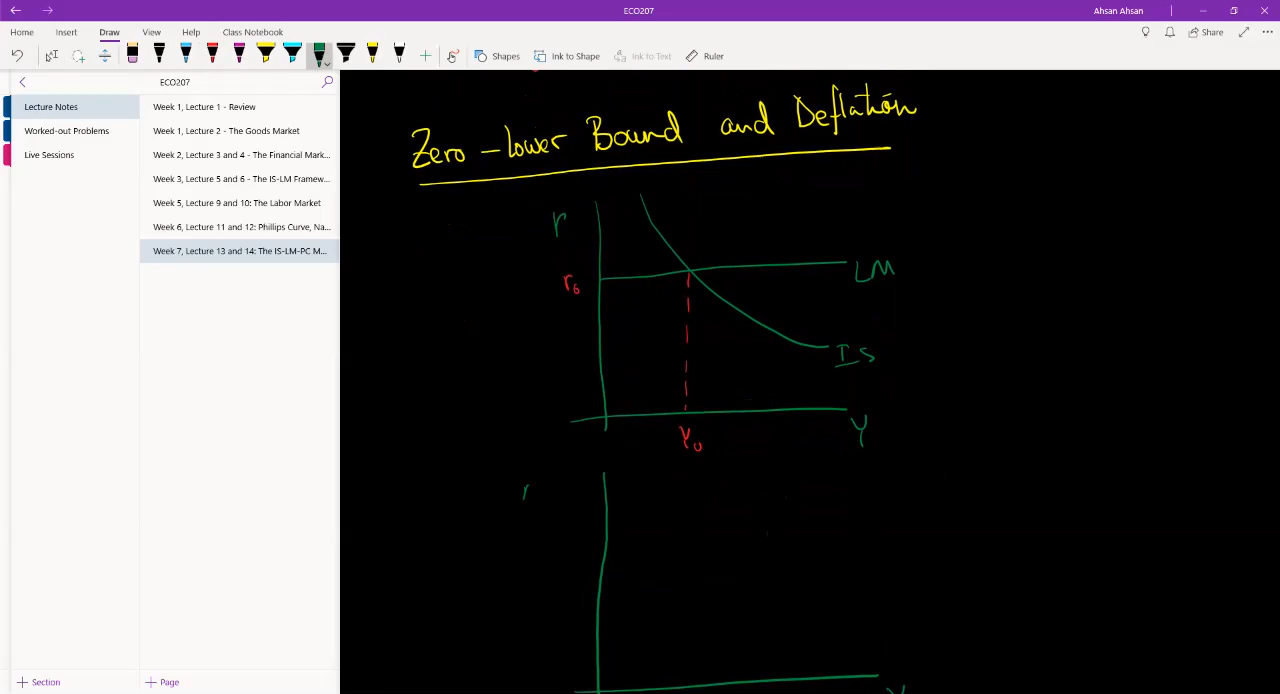 ECO207
Ahsan Ahsan
Home Insert Draw View Help Class Notebook
Share
Shapes Ink to Shape Ink to Text Ruler
ECO207
Lecture Notes
Worked-out Problems
Live Sessions
Week 1, Lecture 1 - Review
Week 1, Lecture 2 - The Goods Market
Week 2, Lecture 3 and 4 - The Financial Mark...
Week 3, Lecture 5 and 6 - The IS-LM Framew...
Week 5, Lecture 9 and 10: The Labor Market
Week 6, Lecture 11 and 12: Phillips Curve, Na...
Week 7, Lecture 13 and 14: The IS-LM-PC M...
Section
Page
Zero-lower Bound and Deflation
r
r₀
LM
IS
Y₀
Y
r